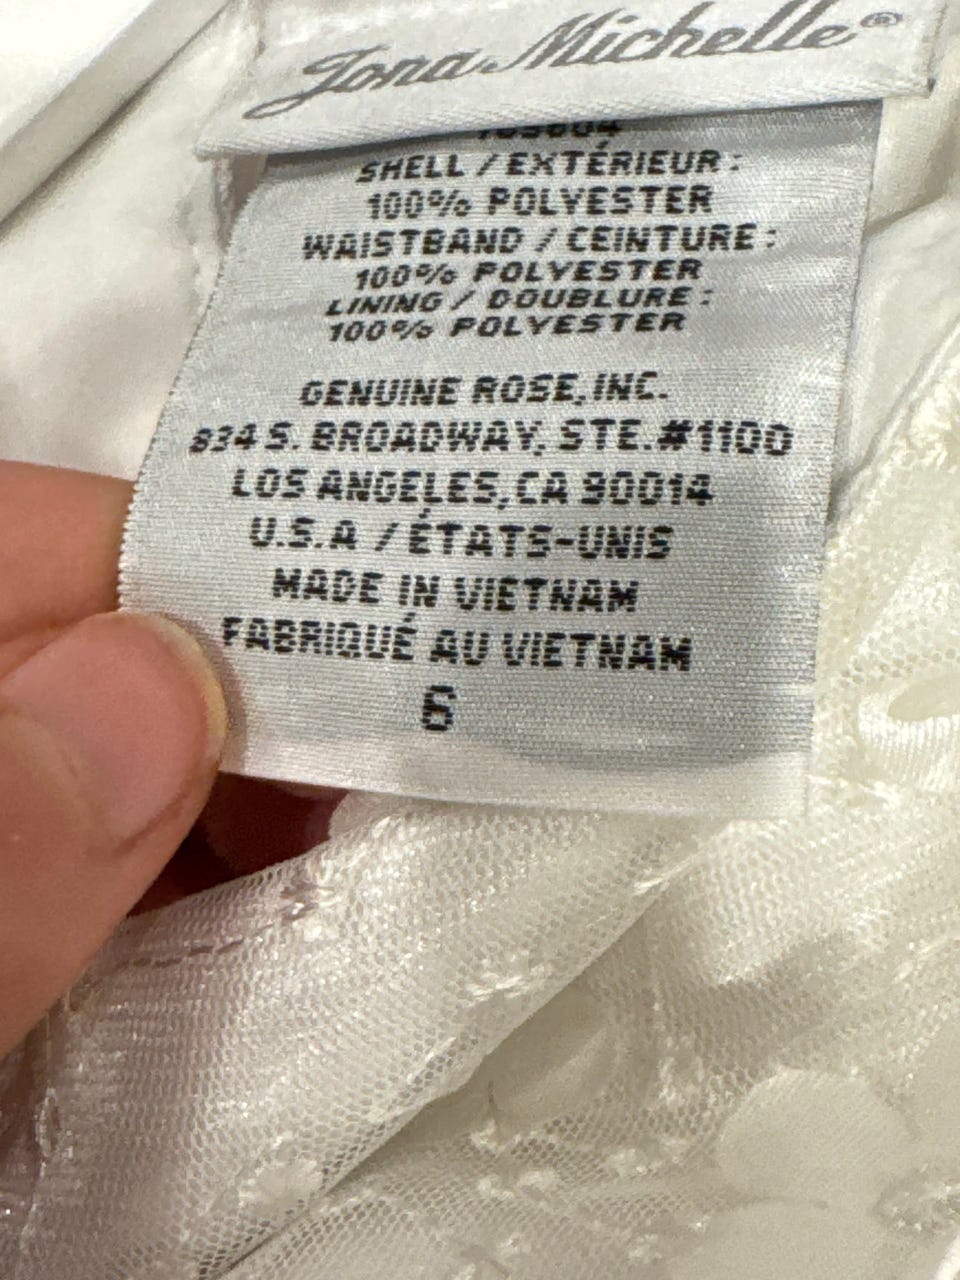 Jona Michelle®
SHELL / EXTÉRIEUR:
100% POLYESTER
WAISTBAND / CEINTURE:
100% POLYESTER
LINING / DOUBLURE:
100% POLYESTER
GENUINE ROSE, INC.
834 S. BROADWAY, STE.#1100
LOS ANGELES, CA 90014
U.S.A / ÉTATS-UNIS
MADE IN VIETNAM
FABRIQUÉ AU VIETNAM
6